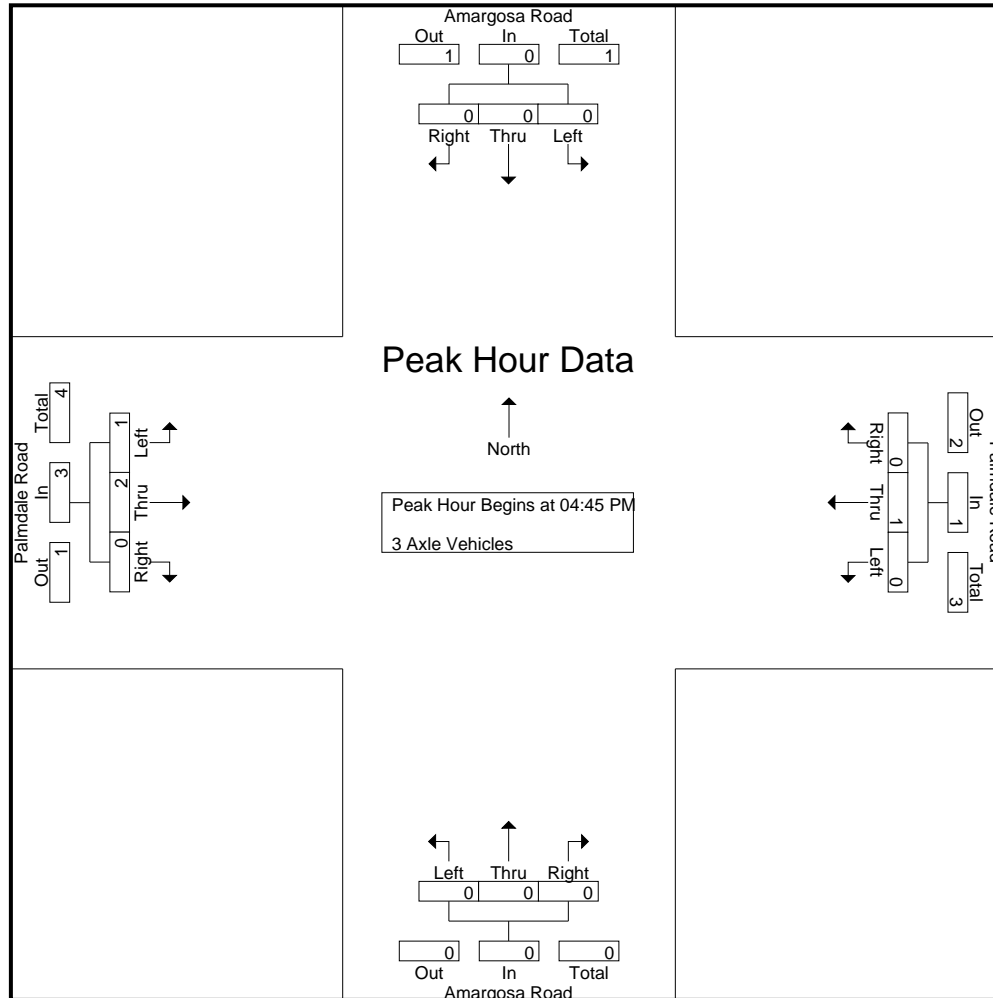 Amargosa Road
Out In Total
1 0 1
0 0 0
Right Thru Left
Peak Hour Data
North
Peak Hour Begins at 04:45 PM
3 Axle Vehicles
Palmdale Road
Out In Total
1 3 4
Left Thru Right
1 2 0
Right Thru Left
0 1 0
Out In Total
2 1 3
Left Thru Right
0 0 0
0 0 0
Out In Total
Amargosa Road